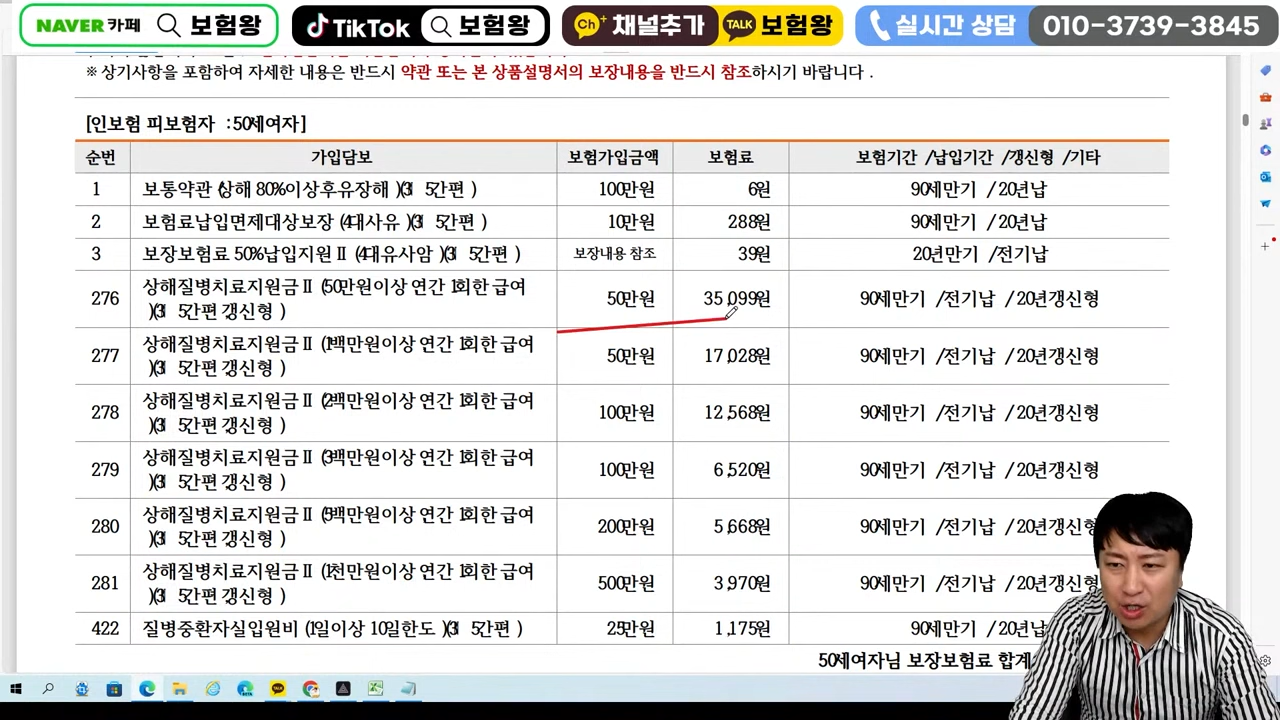 NAVER 카페 보험왕 TikTok 보험왕 Ch+ 채널추가 TALK 보험왕 실시간 상담 010-3739-3845
※ 상기사항을 포함하여 자세한 내용은 반드시 약관 또는 본 상품설명서의 보장내용을 반드시 참조하시기 바랍니다 .
[인보험 피보험자 :50세여자]
순번 가입담보 보험가입금액 보험료 보험기간 /납입기간 /갱신형 /기타
1 보통약관 (상해 80%이상후유장해 )(3 5간편 ) 100만원 6원 90세만기 / 20년납
2 보험료납입면제대상보장 (4대사유 )(3 5간편 ) 10만원 288원 90세만기 / 20년납
3 보장보험료 50%납입지원Ⅱ (4대유사암 )(3 5간편 ) 보장내용 참조 39원 20년만기 /전기납
276 상해질병치료지원금Ⅱ (50만원이상 연간 1회한 급여 50만원 35,099원 90세만기 /전기납 / 20년갱신형
)(3 5간편 갱신형 )
277 상해질병치료지원금Ⅱ (1백만원이상 연간 1회한 급여 50만원 17,028원 90세만기 /전기납 / 20년갱신형
)(3 5간편 갱신형 )
278 상해질병치료지원금Ⅱ (2백만원이상 연간 1회한 급여 100만원 12,568원 90세만기 /전기납 / 20년갱신형
)(3 5간편 갱신형 )
279 상해질병치료지원금Ⅱ (3백만원이상 연간 1회한 급여 100만원 6,520원 90세만기 /전기납 / 20년갱신형
)(3 5간편 갱신형 )
280 상해질병치료지원금Ⅱ (5백만원이상 연간 1회한 급여 200만원 5,668원 90세만기 /전기납 / 20년갱신형
)(3 5간편 갱신형 )
281 상해질병치료지원금Ⅱ (1천만원이상 연간 1회한 급여 500만원 3,970원 90세만기 /전기납 / 20년갱신형
)(3 5간편 갱신형 )
422 질병중환자실입원비 (1일이상 10일한도 )(3 5간편 ) 25만원 1,175원 90세만기 / 20년납
50세여자님 보장보험료 합계